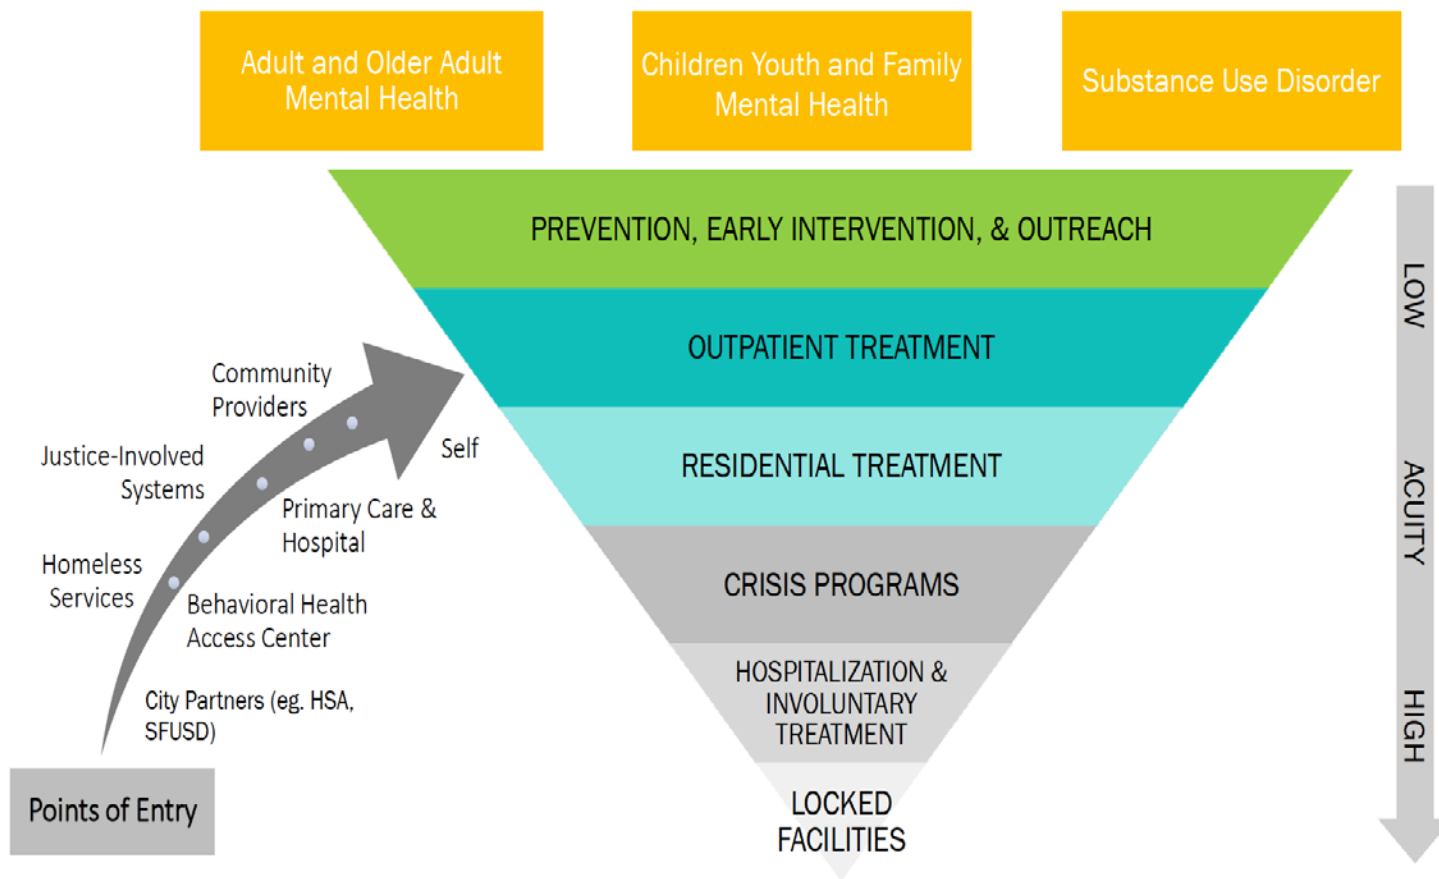 Adult and Older Adult
Mental Health
Children Youth and Family
Mental Health
Substance Use Disorder
PREVENTION, EARLY INTERVENTION, & OUTREACH
OUTPATIENT TREATMENT
RESIDENTIAL TREATMENT
CRISIS PROGRAMS
HOSPITALIZATION &
INVOLUNTARY
TREATMENT
LOCKED
FACILITIES
LOW
ACUITY
HIGH
Community
Providers
Self
Justice-Involved
Systems
Primary Care &
Hospital
Homeless
Services
Behavioral Health
Access Center
City Partners (eg. HSA,
SFUSD)
Points of Entry